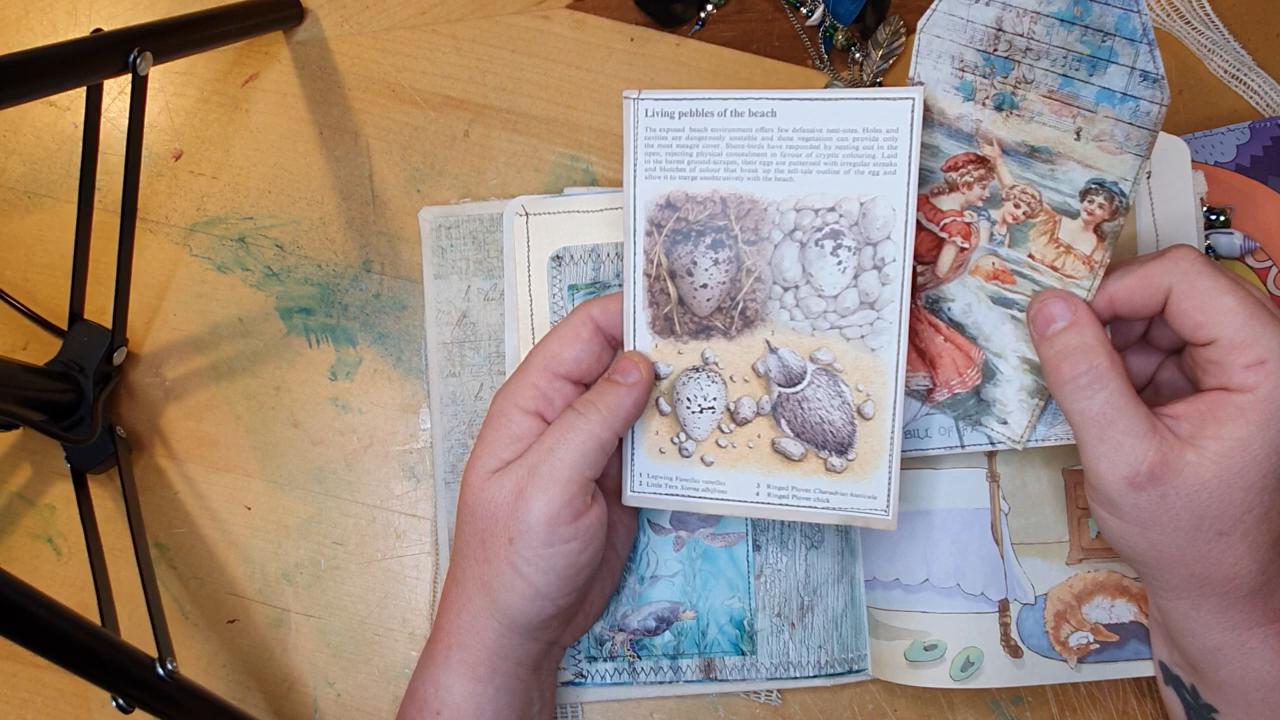 Living pebbles of the beach
The exposed beach environment offers few defensive nest-sites. Holes and
cavities are dangerously unstable and dune vegetation can provide only
the most meagre cover. Shore-birds have responded by nesting out in the
open, rejecting physical concealment in favour of cryptic colouring. Laid
in the barest ground-scrapes, their eggs are patterned with irregular streaks
and blotches of colour that break up the tell-tale outline of the egg and
allow it to merge unobtrusively with the beach.
1 Lapwing Vanellus vanellus
2 Little Tern Sterna albifrons
3 Ringed Plover Charadrius hiaticula
4 Ringed Plover chick
BILL OF